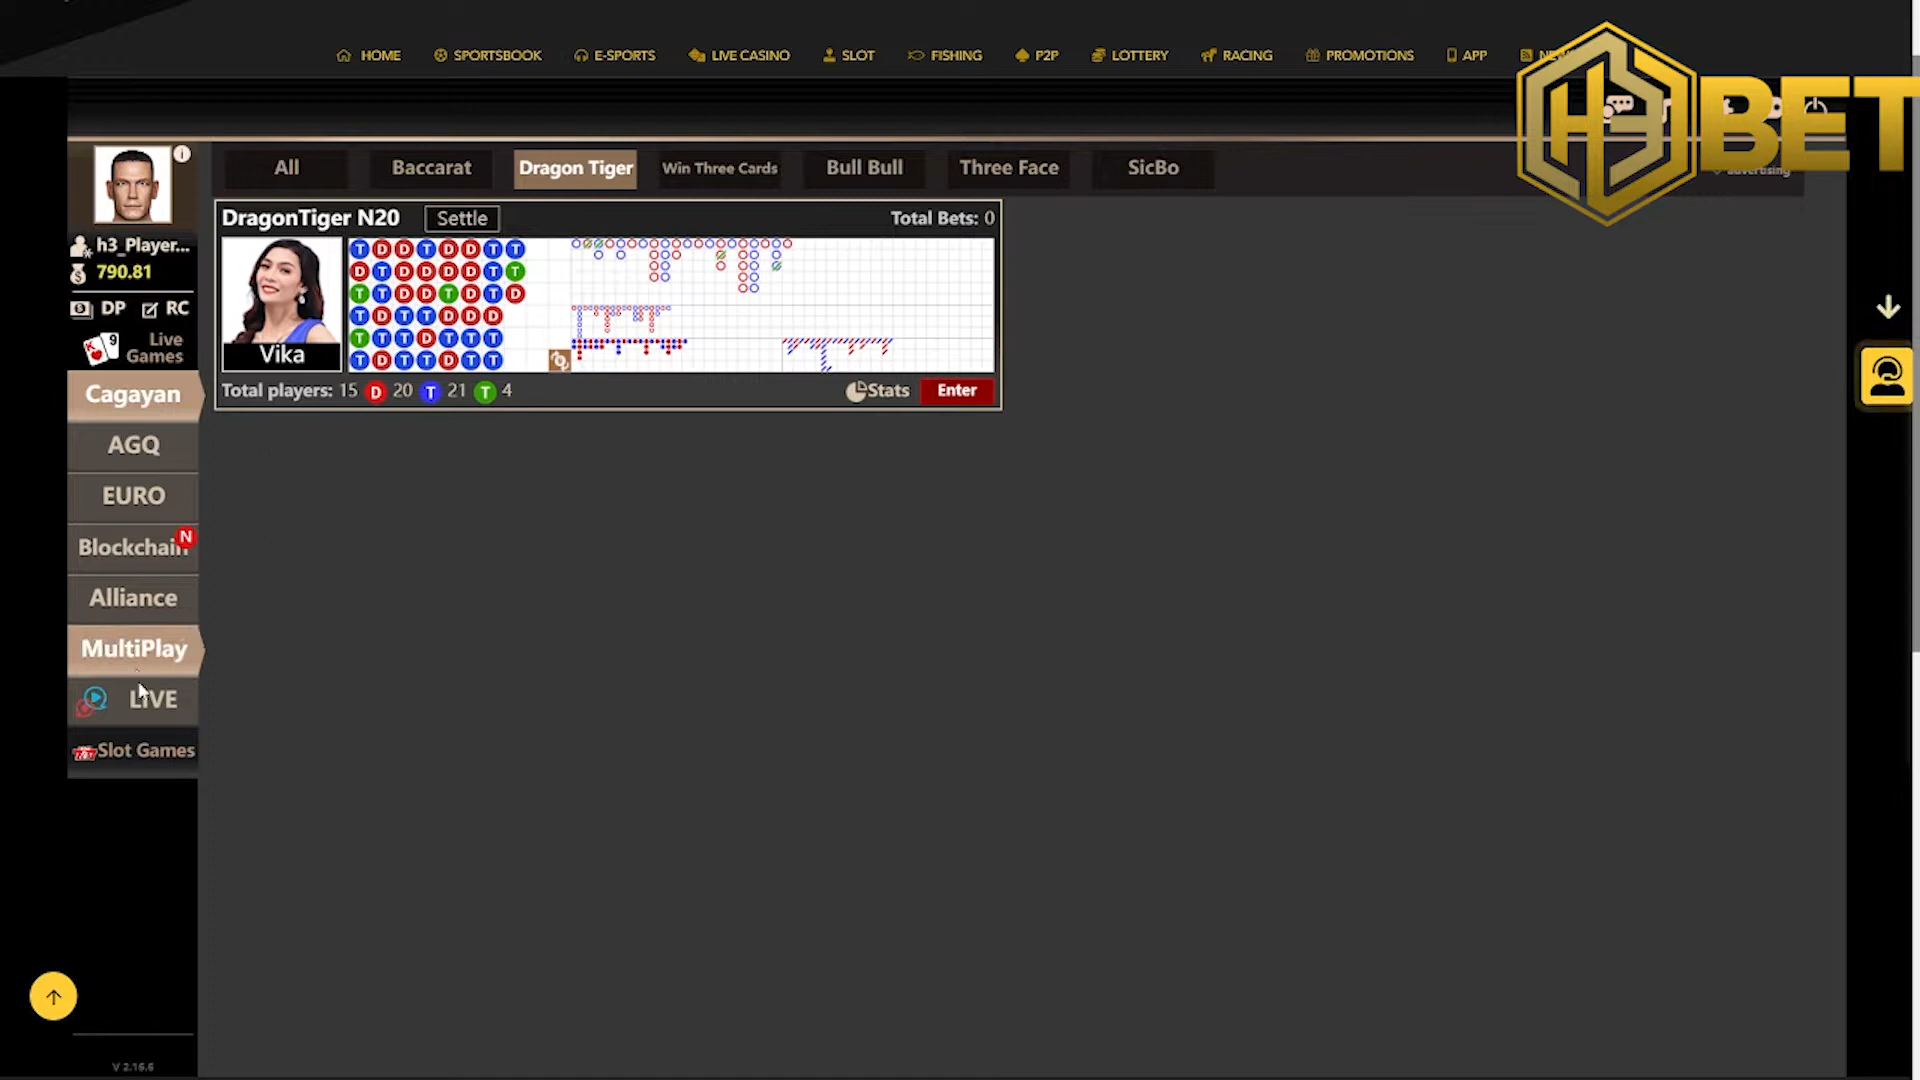 HOME SPORTSBOOK E-SPORTS LIVE CASINO SLOT FISHING P2P LOTTERY RACING PROMOTIONS APP
H3 BET
All Baccarat Dragon Tiger Win Three Cards Bull Bull Three Face SicBo advertising
h3_Player...
790.81
DP RC
Live Games
Cagayan
AGQ
EURO
Blockchain N
Alliance
MultiPlay
LIVE
Slot Games
V 2.16.6
DragonTiger N20 Settle Total Bets: 0
T D D T D D T T
D T D D D D T T
T T D D T D T D
T D T T D D D
T T T D T T T
T D T T D T T
Vika
Total players: 15 D 20 T 21 T 4 Stats Enter